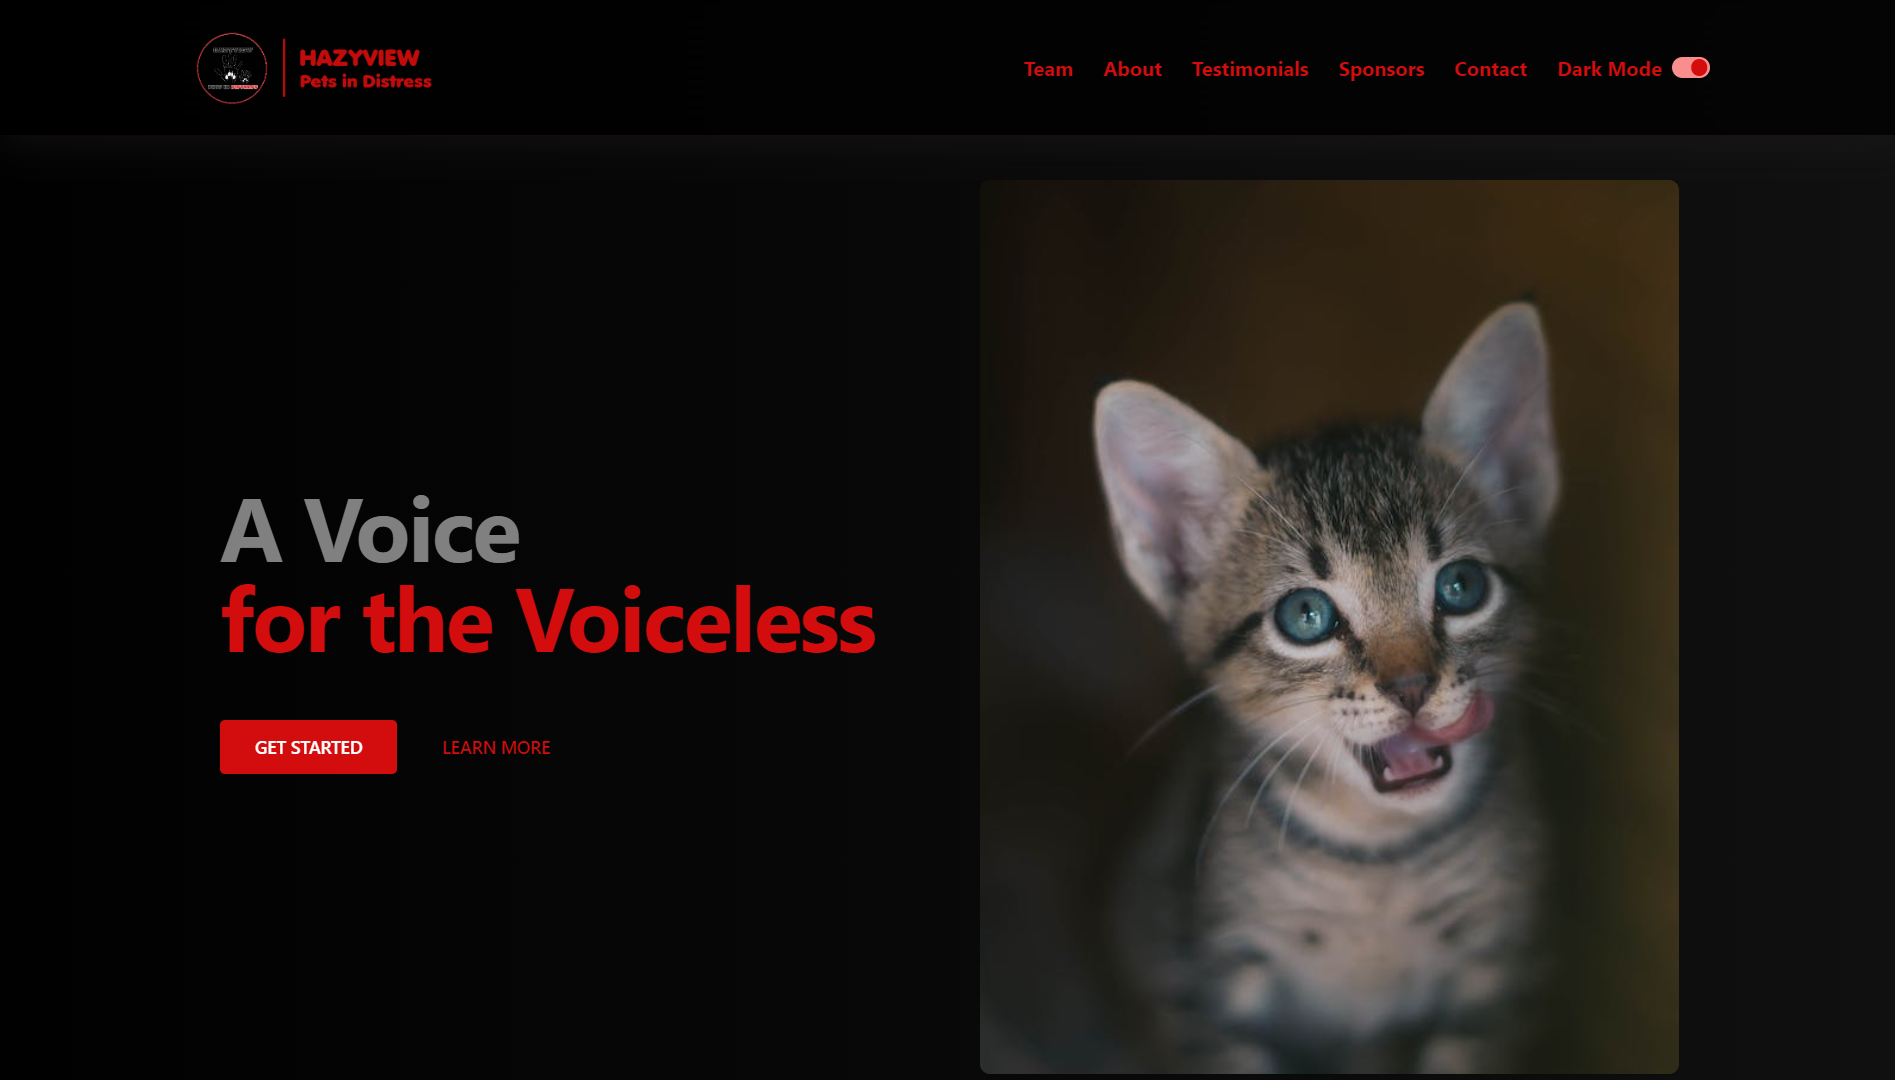 HAZYVIEW
Pets in Distress
Team
About
Testimonials
Sponsors
Contact
Dark Mode
A Voice
for the Voiceless
GET STARTED
LEARN MORE